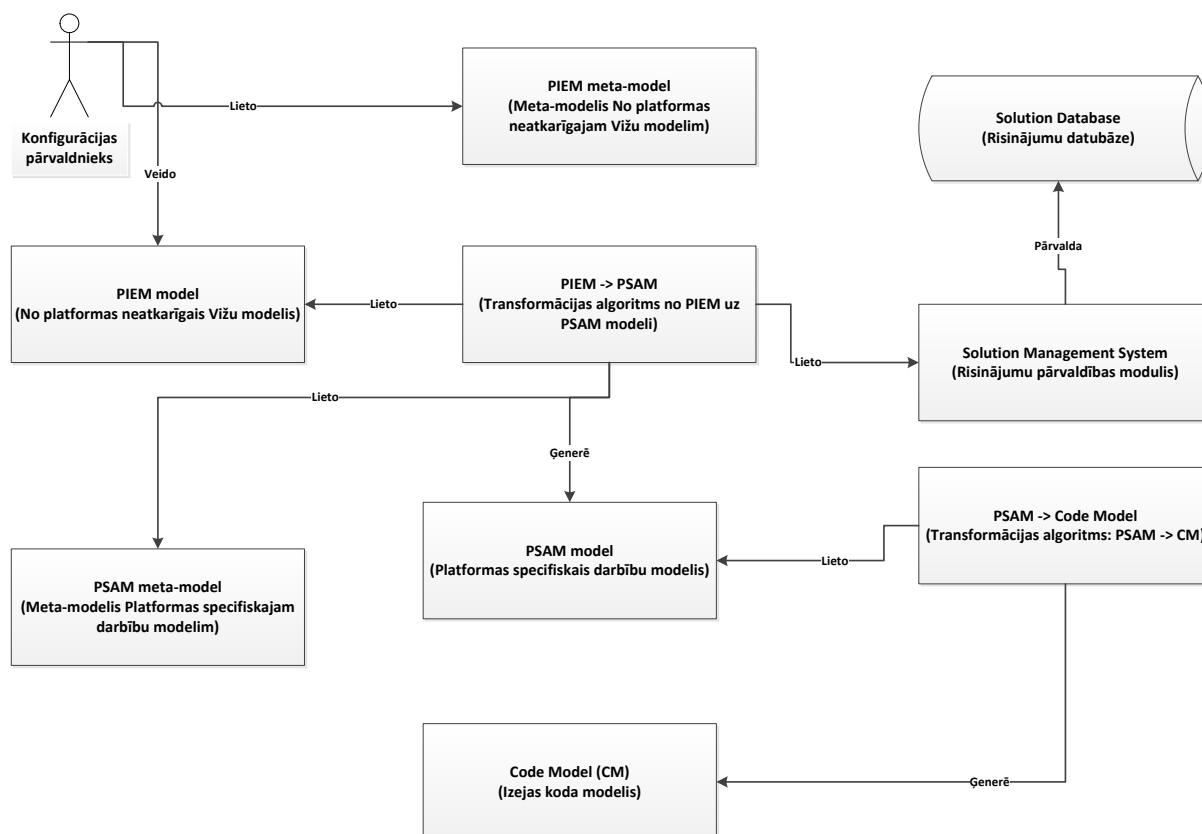 PIEM meta-model
(Meta-modelis No platformas
neatkarīgajam Vižu modelim)
Lieto
Solution Database
(Risinājumu datubāze)
Konfigurācijas
pārvaldnieks
Veido
Pārvalda
PIEM model
(No platformas neatkarīgais Vižu modelis)
Lieto
PIEM -> PSAM
(Transformācijas algoritms no PIEM uz
PSAM modeli)
Lieto
Solution Management System
(Risinājumu pārvaldības modulis)
Lieto
Ģenerē
PSAM -> Code Model
(Transformācijas algoritms: PSAM -> CM)
PSAM model
(Platformas specifiskais darbību modelis)
Lieto
PSAM meta-model
(Meta-modelis Platformas specifiskajam
darbību modelim)
Code Model (CM)
(Izejas koda modelis)
Ģenerē